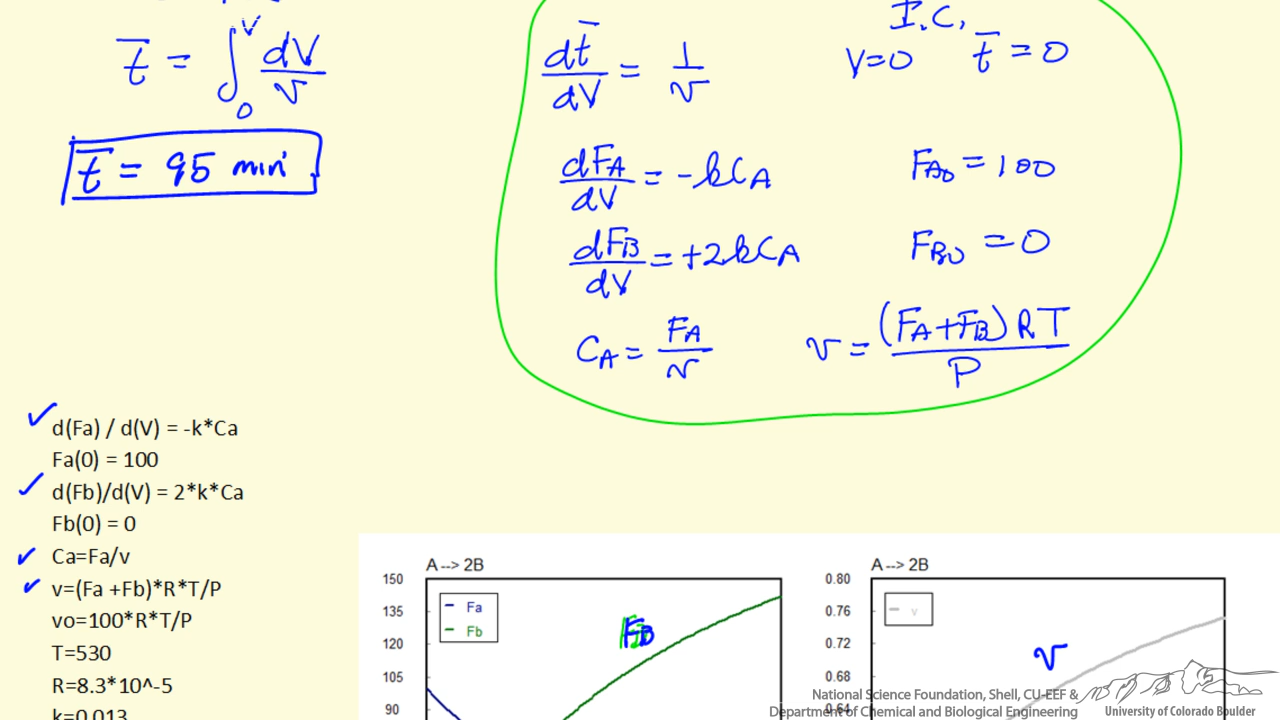 t̄ = ∫₀ⱽ dV/v
t̄ = 95 min
I.C.
dt̄/dV = 1/v V=0 t̄ = 0
dFA/dV = -kCA FA0 = 100
dFB/dV = +2kCA FB0 = 0
CA = FA/v v = (FA+FB)RT/P
d(Fa) / d(V) = -k*Ca
Fa(0) = 100
d(Fb)/d(V) = 2*k*Ca
Fb(0) = 0
Ca=Fa/v
v=(Fa +Fb)*R*T/P
vo=100*R*T/P
T=530
R=8.3*10^-5
k=0.013
A --> 2B
150
135
120
105
90
Fa
Fb
FB
A --> 2B
0.80
0.76
0.72
0.68
0.64
v
v
National Science Foundation, Shell, CU-EEF &
Department of Chemical and Biological Engineering
University of Colorado Boulder